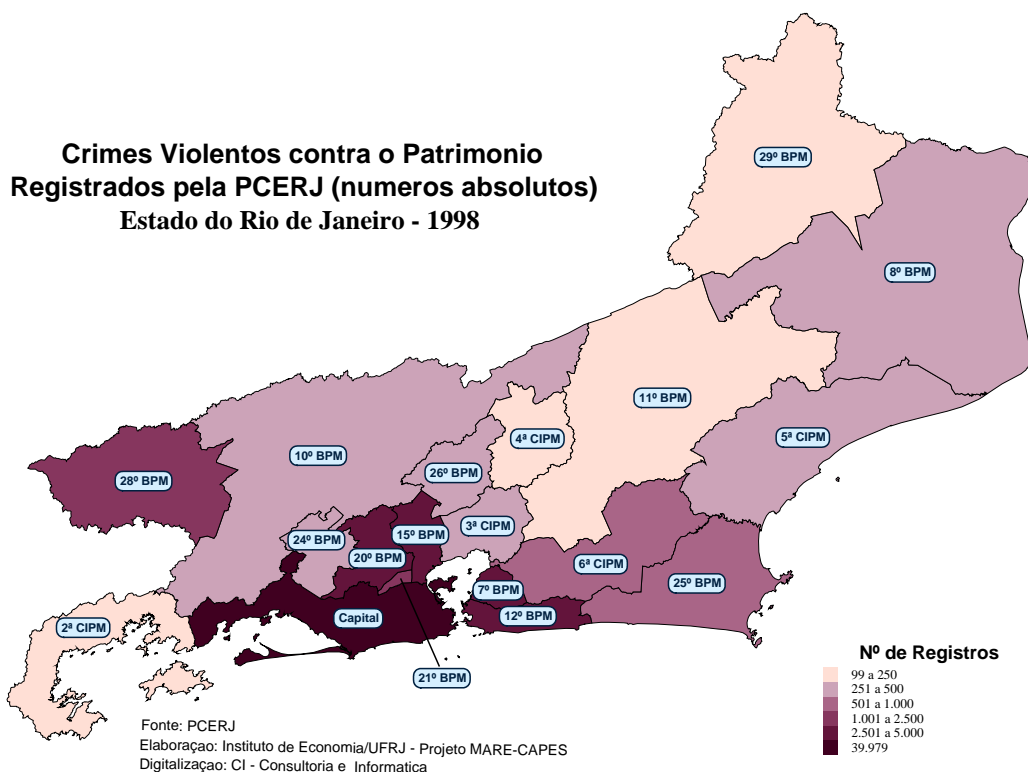 Crimes Violentos contra o Patrimonio
Registrados pela PCERJ (numeros absolutos)
Estado do Rio de Janeiro - 1998
29º BPM
8º BPM
11º BPM
4ª CIPM
5ª CIPM
10º BPM
26º BPM
28º BPM
3ª CIPM
24º BPM
15º BPM
20º BPM
6ª CIPM
7º BPM
25º BPM
Capital
12º BPM
2ª CIPM
21º BPM
Nº de Registros
99 a 250
251 a 500
501 a 1.000
1.001 a 2.500
2.501 a 5.000
39.979
Fonte: PCERJ
Elaboraçao: Instituto de Economia/UFRJ - Projeto MARE-CAPES
Digitalizaçao: CI - Consultoria e Informatica